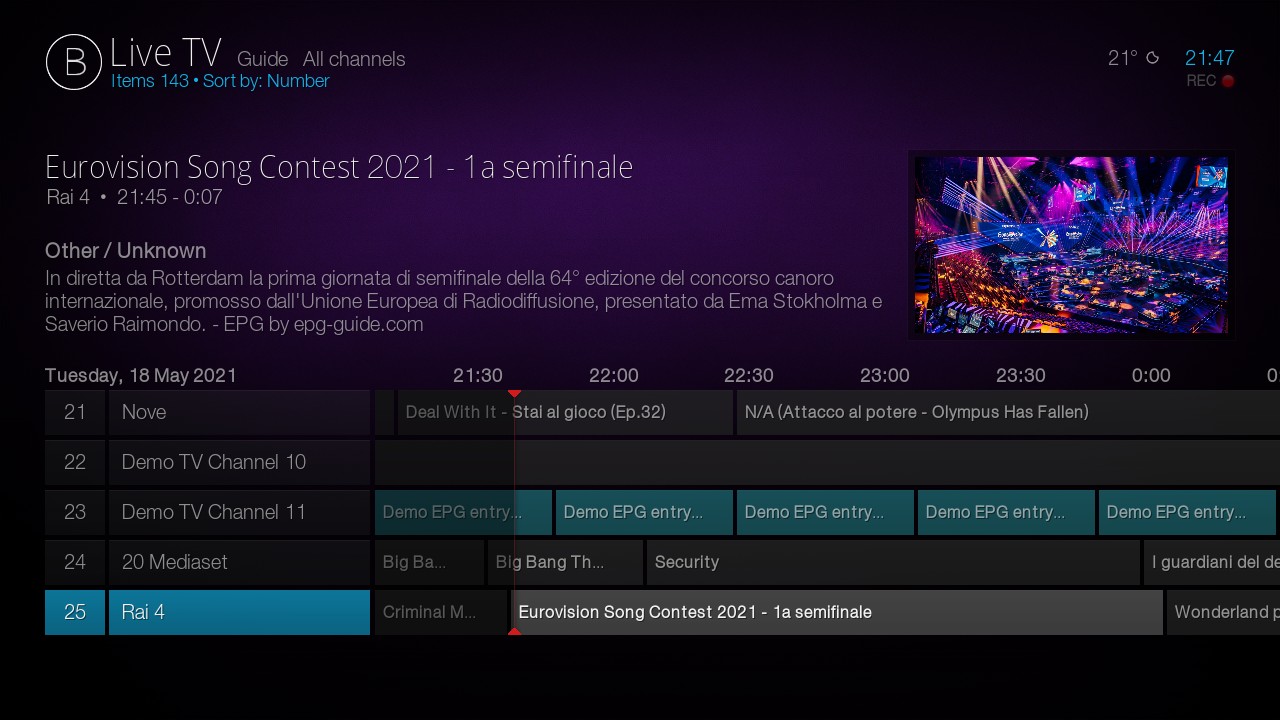 B Live TV Guide All channels
Items 143 • Sort by: Number
21° 21:47
REC
Eurovision Song Contest 2021 - 1a semifinale
Rai 4 • 21:45 - 0:07
Other / Unknown
In diretta da Rotterdam la prima giornata di semifinale della 64° edizione del concorso canoro
internazionale, promosso dall'Unione Europea di Radiodiffusione, presentato da Ema Stokholma e
Saverio Raimondo. - EPG by epg-guide.com
Tuesday, 18 May 2021 21:30 22:00 22:30 23:00 23:30 0:00 0
21 Nove Deal With It - Stai al gioco (Ep.32) N/A (Attacco al potere - Olympus Has Fallen)
22 Demo TV Channel 10
23 Demo TV Channel 11 Demo EPG entry... Demo EPG entry... Demo EPG entry... Demo EPG entry... Demo EPG entry...
24 20 Mediaset Big Ba... Big Bang Th... Security I guardiani del de
25 Rai 4 Criminal M... Eurovision Song Contest 2021 - 1a semifinale Wonderland p